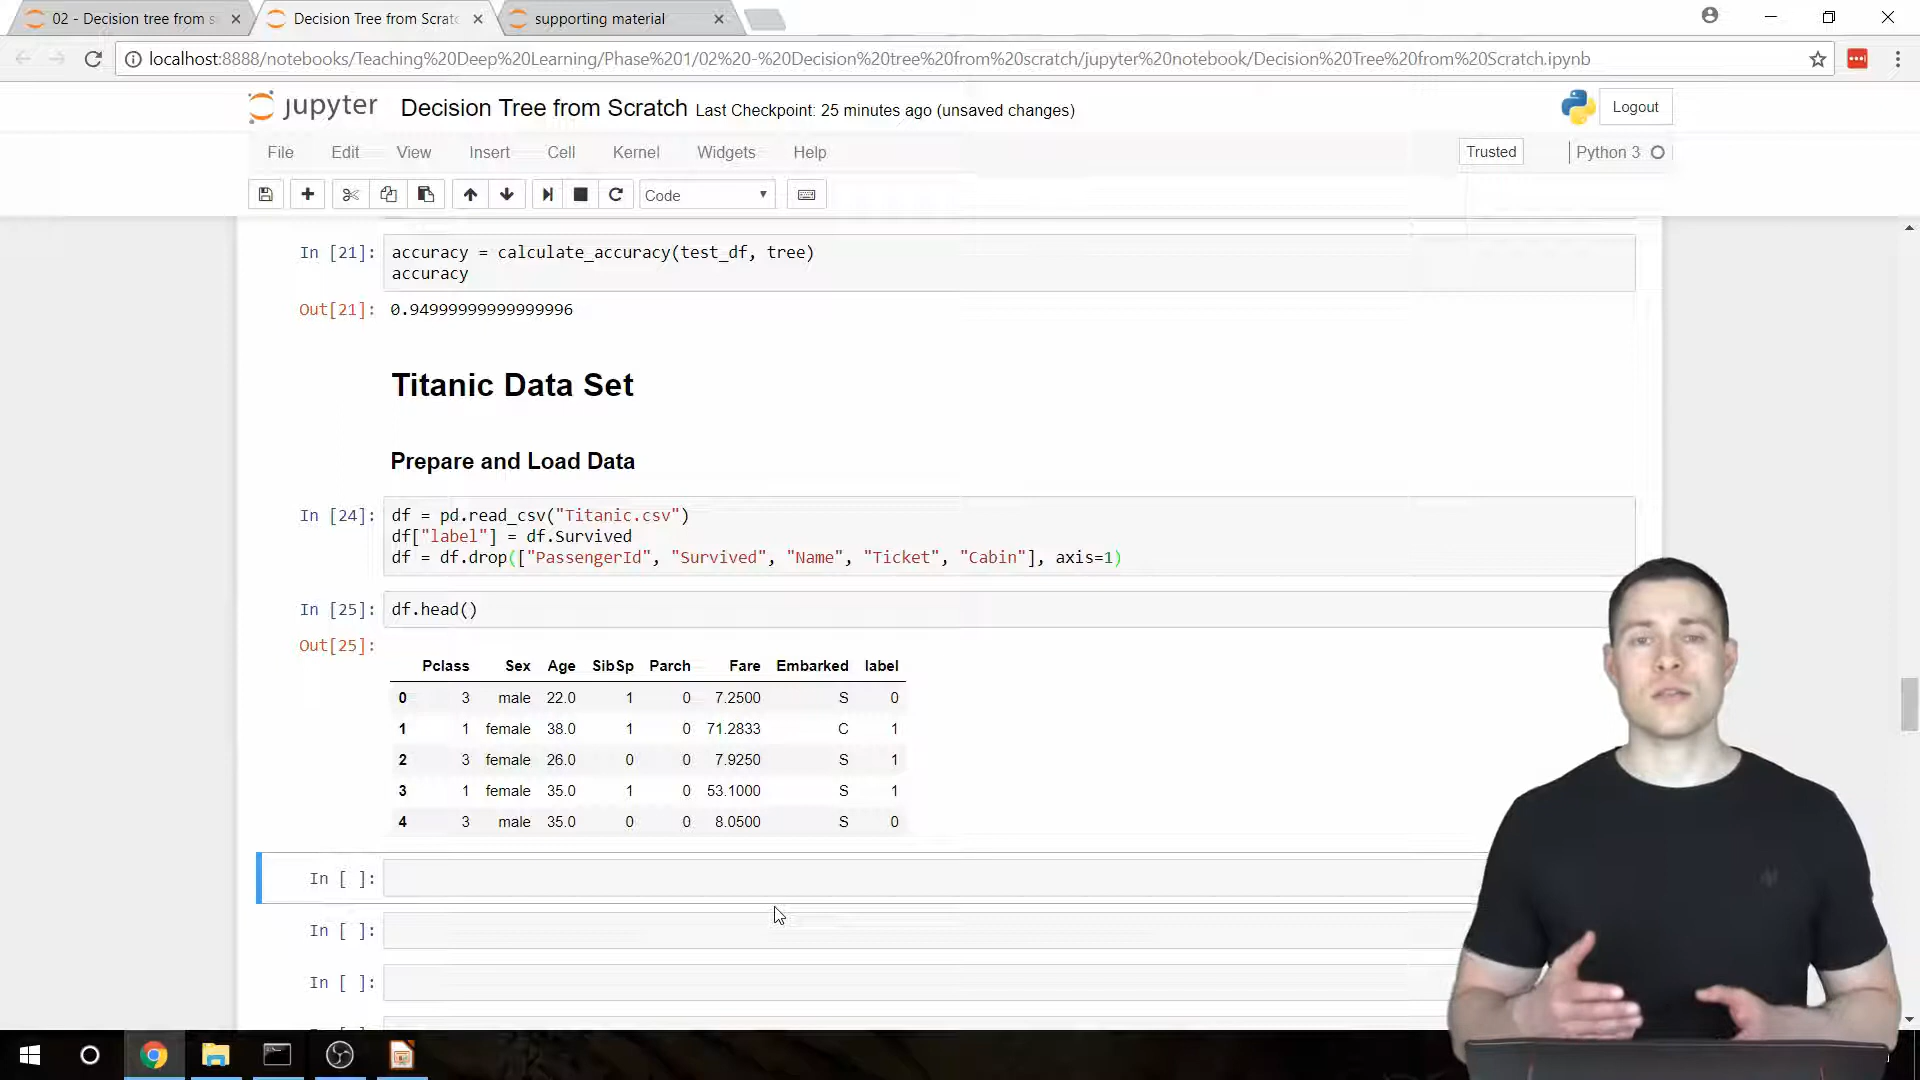 02 - Decision tree from s
Decision Tree from Scratc
supporting material
localhost:8888/notebooks/Teaching%20Deep%20Learning/Phase%201/02%20-%20Decision%20tree%20from%20scratch/jupyter%20notebook/Decision%20Tree%20from%20Scratch.ipynb
jupyter Decision Tree from Scratch Last Checkpoint: 25 minutes ago (unsaved changes)
Logout
File Edit View Insert Cell Kernel Widgets Help
Trusted
Python 3
Code
In [21]: accuracy = calculate_accuracy(test_df, tree)
accuracy
Out[21]: 0.94999999999999996
Titanic Data Set
Prepare and Load Data
In [24]: df = pd.read_csv("Titanic.csv")
df["label"] = df.Survived
df = df.drop(["PassengerId", "Survived", "Name", "Ticket", "Cabin"], axis=1)
In [25]: df.head()
Out[25]:
Pclass Sex Age SibSp Parch Fare Embarked label
0 3 male 22.0 1 0 7.2500 S 0
1 1 female 38.0 1 0 71.2833 C 1
2 3 female 26.0 0 0 7.9250 S 1
3 1 female 35.0 1 0 53.1000 S 1
4 3 male 35.0 0 0 8.0500 S 0
In [ ]:
In [ ]:
In [ ]: